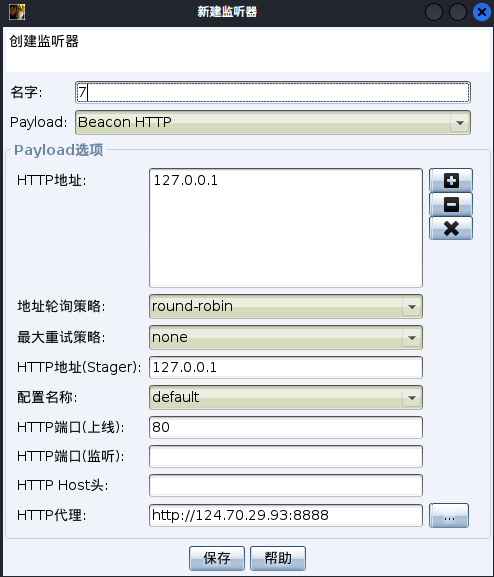 新建监听器
创建监听器
名字: 7
Payload: Beacon HTTP
Payload选项
HTTP地址: 127.0.0.1
地址轮询策略: round-robin
最大重试策略: none
HTTP地址(Stager): 127.0.0.1
配置名称: default
HTTP端口(上线): 80
HTTP端口(监听):
HTTP Host头:
HTTP代理: http://124.70.29.93:8888 ...
保存 帮助